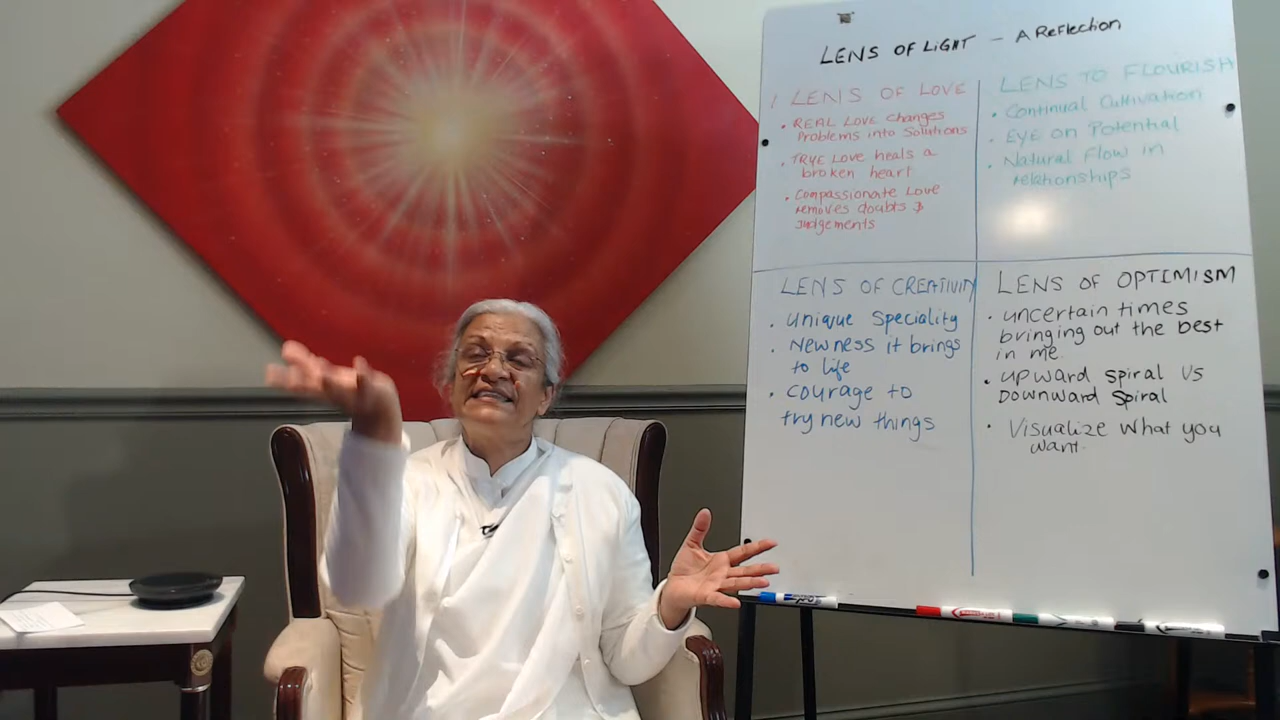 LENS OF LIGHT - A Reflection
LENS OF LOVE
• REAL LOVE Changes
Problems into Solutions
• TRYE LOVE heals a
broken heart
• Compassionate Love
removes doubts &
Judgements
LENS TO FLOURISH
• Continual Cultivation
• EYE on Potential
• Natural Flow in
relationships
LENS OF CREATIVITY
• Unique Speciality
• Newness it brings
to life
• Courage to
try new things
LENS OF OPTIMISM
• uncertain times
bringing out the best
in me.
• upward spiral VS
Downward spiral
• Visualize what you
want.